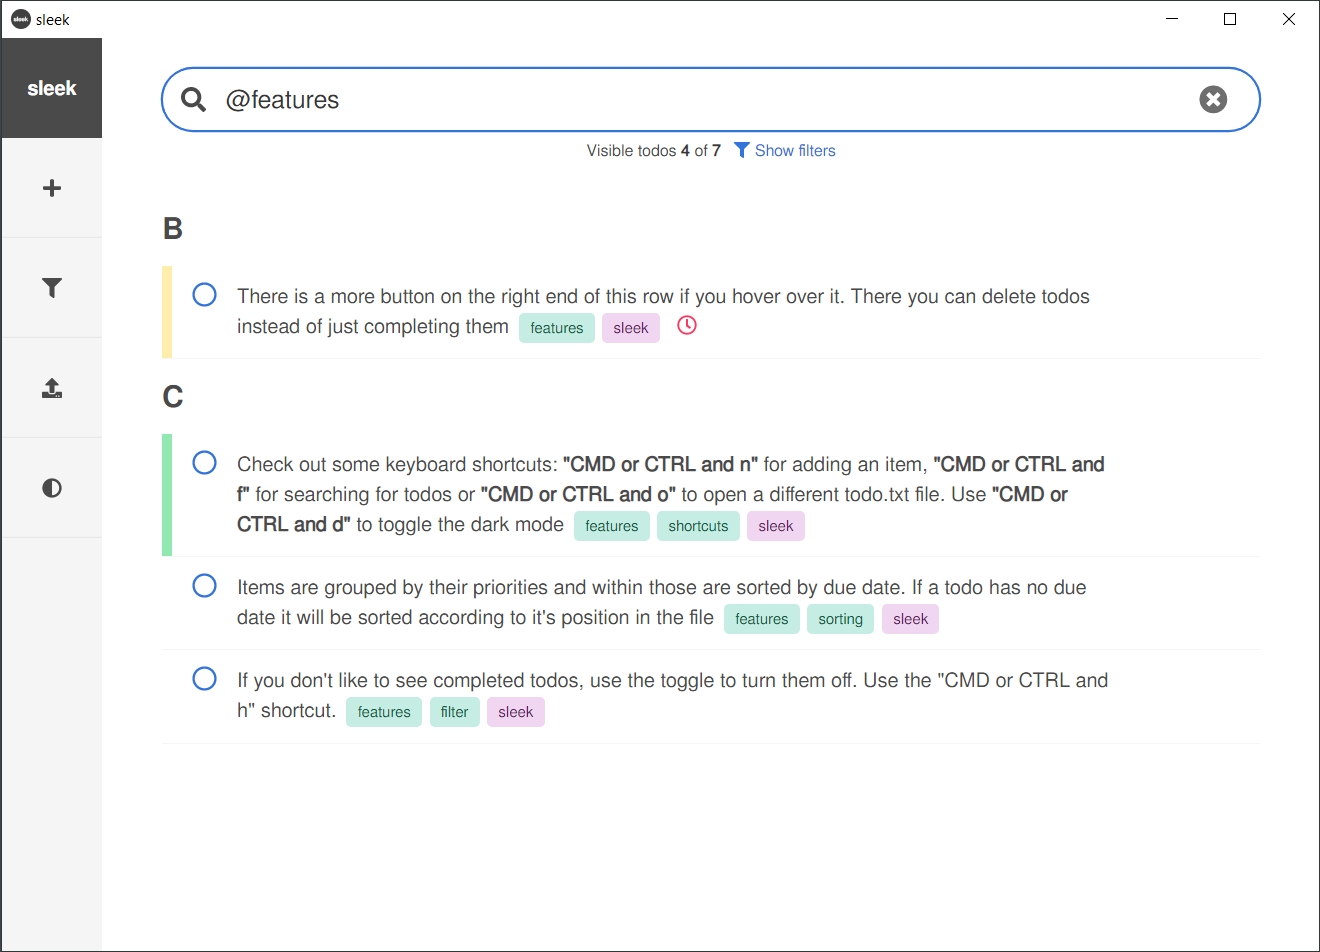 sleek
sleek
@features
Visible todos 4 of 7 Show filters
B
There is a more button on the right end of this row if you hover over it. There you can delete todos
instead of just completing them features sleek
C
Check out some keyboard shortcuts: "CMD or CTRL and n" for adding an item, "CMD or CTRL and
f" for searching for todos or "CMD or CTRL and o" to open a different todo.txt file. Use "CMD or
CTRL and d" to toggle the dark mode features shortcuts sleek
Items are grouped by their priorities and within those are sorted by due date. If a todo has no due
date it will be sorted according to it's position in the file features sorting sleek
If you don't like to see completed todos, use the toggle to turn them off. Use the "CMD or CTRL and
h" shortcut. features filter sleek